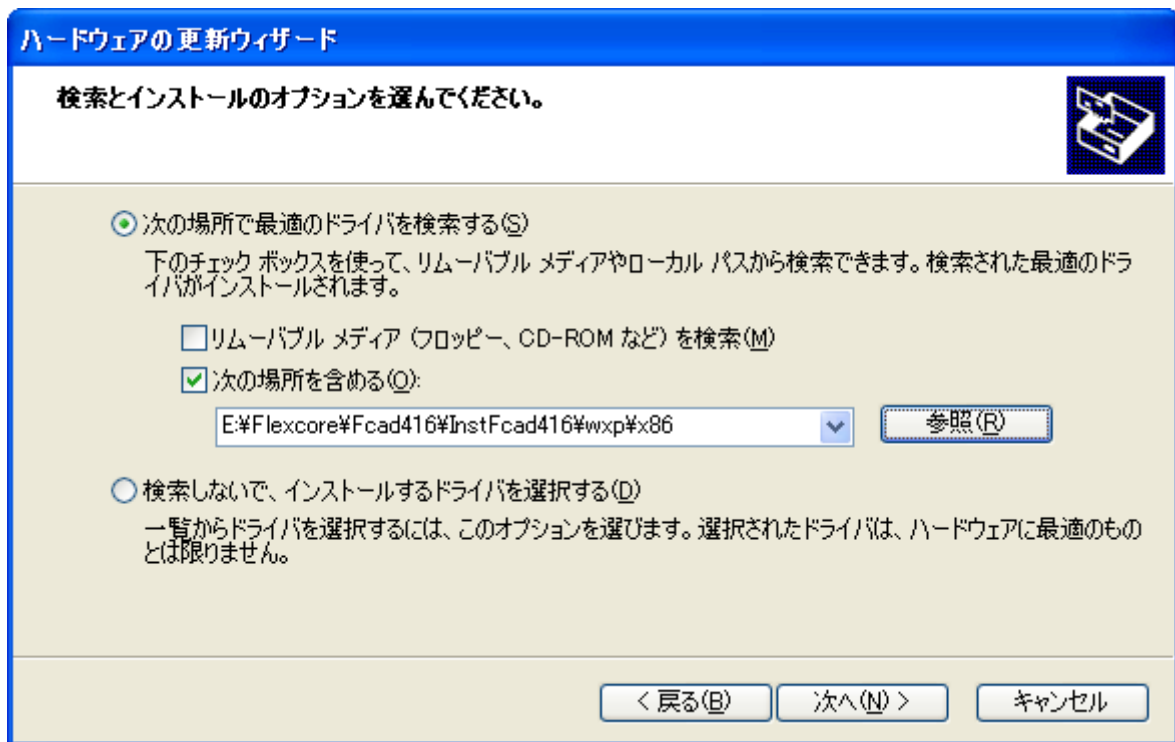 ハードウェアの更新ウィザード
検索とインストールのオプションを選んでください。
次の場所で最適のドライバを検索する(S)
下のチェック ボックスを使って、リムーバブル メディアやローカル パスから検索できます。検索された最適のドラ
イバがインストールされます。
リムーバブル メディア (フロッピー、CD-ROM など) を検索(M)
次の場所を含める(O):
E:¥Flexcore¥Fcad416¥InstFcad416¥wxp¥x86
参照(R)
検索しないで、インストールするドライバを選択する(D)
一覧からドライバを選択するには、このオプションを選びます。選択されたドライバは、ハードウェアに最適のもの
とは限りません。
< 戻る(B)
次へ(N) >
キャンセル